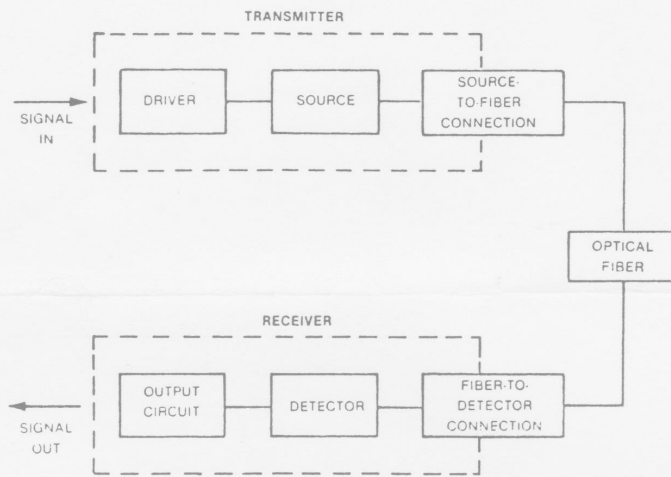 TRANSMITTER
SIGNAL
IN
DRIVER
SOURCE
SOURCE-
TO-FIBER
CONNECTION
OPTICAL
FIBER
RECEIVER
SIGNAL
OUT
OUTPUT
CIRCUIT
DETECTOR
FIBER-TO-
DETECTOR
CONNECTION